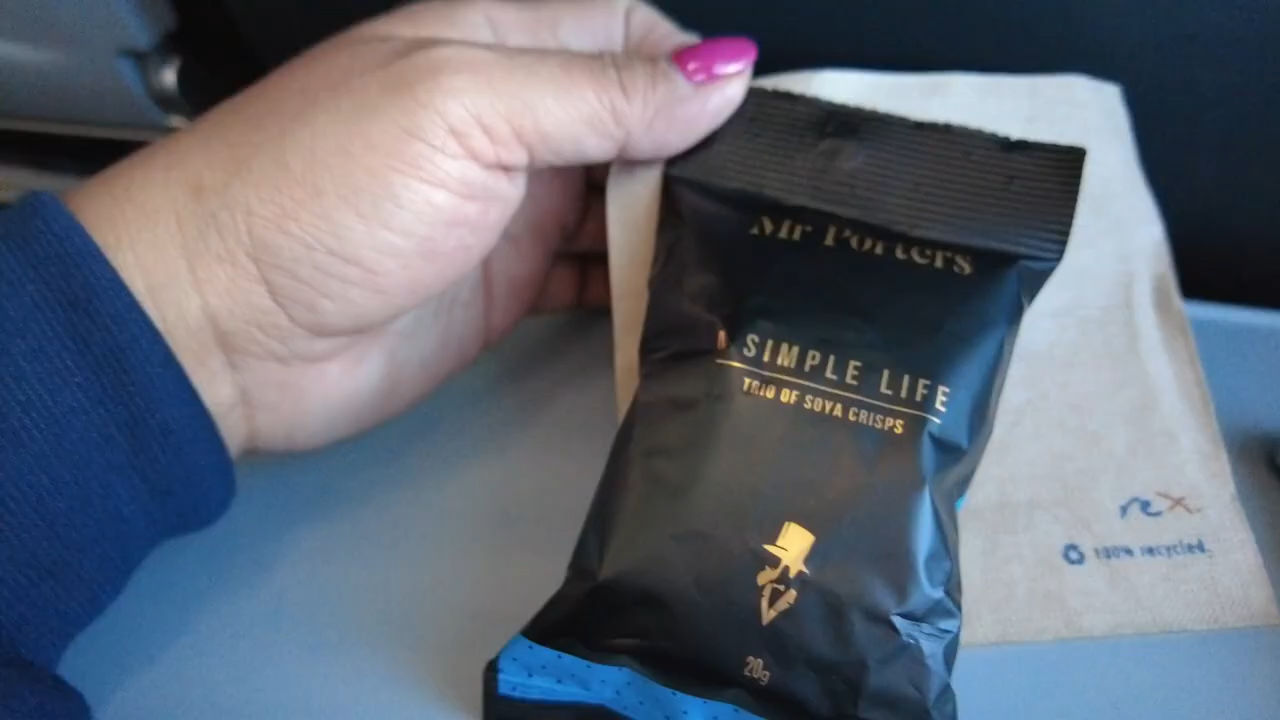 Mr Porters
SIMPLE LIFE
TRIO OF SOYA CRISPS
20g
rex.
100% recycled.